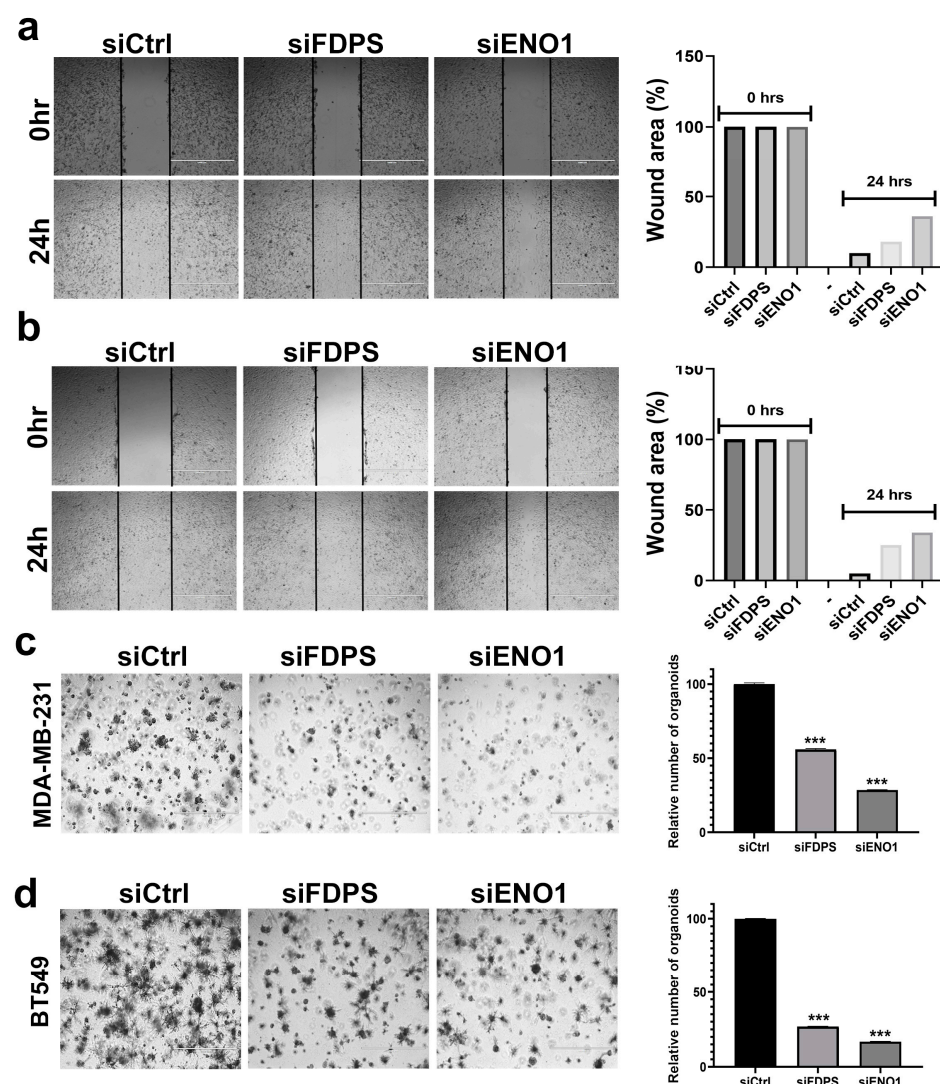 a
siCtrl siFDPS siENO1
0hr
24h
Wound area (%)
150
100
50
0
0 hrs
24 hrs
siCtrl siFDPS siENO1 - siCtrl siFDPS siENO1
b
siCtrl siFDPS siENO1
0hr
24h
Wound area (%)
150
100
50
0
0 hrs
24 hrs
siCtrl siFDPS siENO1 - siCtrl siFDPS siENO1
c
siCtrl siFDPS siENO1
MDA-MB-231
Relative number of organoids
100
50
0
***
***
siCtrl siFDPS siENO1
d
siCtrl siFDPS siENO1
BT549
Relative number of organoids
100
50
0
***
***
siCtrl siFDPS siENO1